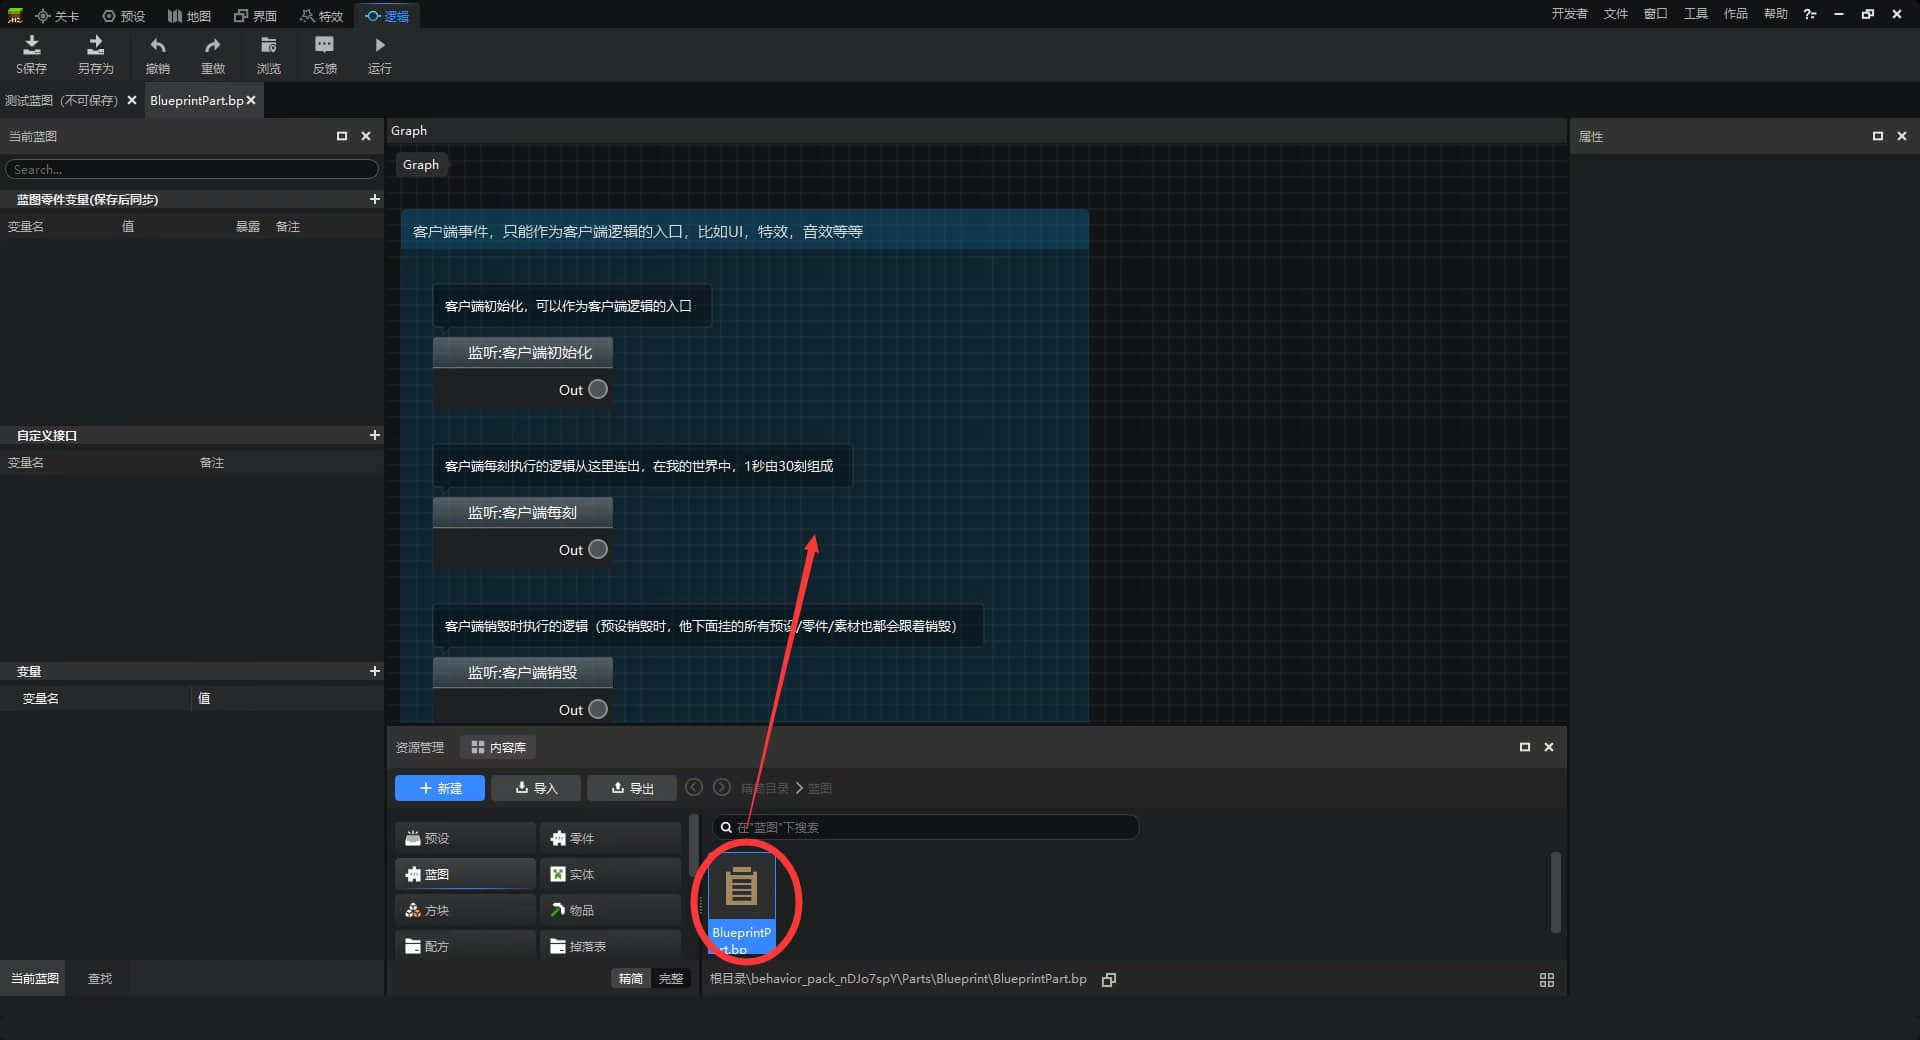 关卡 预设 地图 界面 特效 逻辑 开发者 文件 窗口 工具 作品 帮助
S保存 另存为 撤销 重做 浏览 反馈 运行
测试蓝图（不可保存） BlueprintPart.bp
当前蓝图
Search...
蓝图零件变量(保存后同步)
变量名 值 暴露 备注
自定义接口
变量名 备注
变量
变量名 值
当前蓝图 查找
Graph
Graph
客户端事件，只能作为客户端逻辑的入口，比如UI，特效，音效等等
客户端初始化，可以作为客户端逻辑的入口
监听:客户端初始化
Out
客户端每刻执行的逻辑从这里连出，在我的世界中，1秒由30刻组成
监听:客户端每刻
Out
客户端销毁时执行的逻辑（预设销毁时，他下面挂的所有预设/零件/素材也都会跟着销毁）
监听:客户端销毁
Out
资源管理 内容库
新建 导入 导出 精简目录 蓝图
预设 零件
蓝图 实体
方块 物品
配方 掉落表
精简 完整
在"蓝图"下搜索
BlueprintP
art.bp
根目录\behavior_pack_nDJo7spY\Parts\Blueprint\BlueprintPart.bp
属性